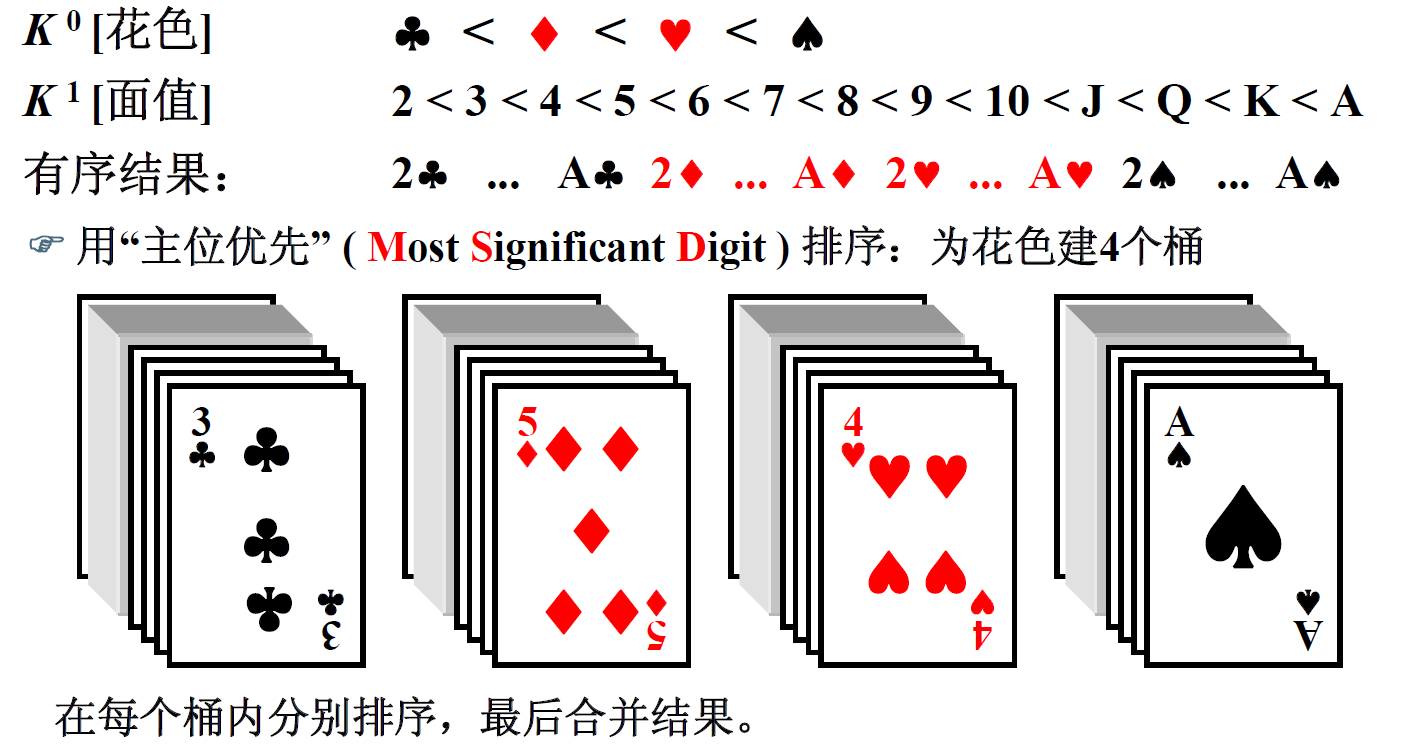 K 0 [花色] ♣ < ♦ < ♥ < ♠
K 1 [面值] 2 < 3 < 4 < 5 < 6 < 7 < 8 < 9 < 10 < J < Q < K < A
有序结果： 2♣ ... A♣ 2♦ ... A♦ 2♥ ... A♥ 2♠ ... A♠
☞ 用“主位优先” ( Most Significant Digit ) 排序：为花色建4个桶
3 5 4 A
3 5 4 A
在每个桶内分别排序，最后合并结果。